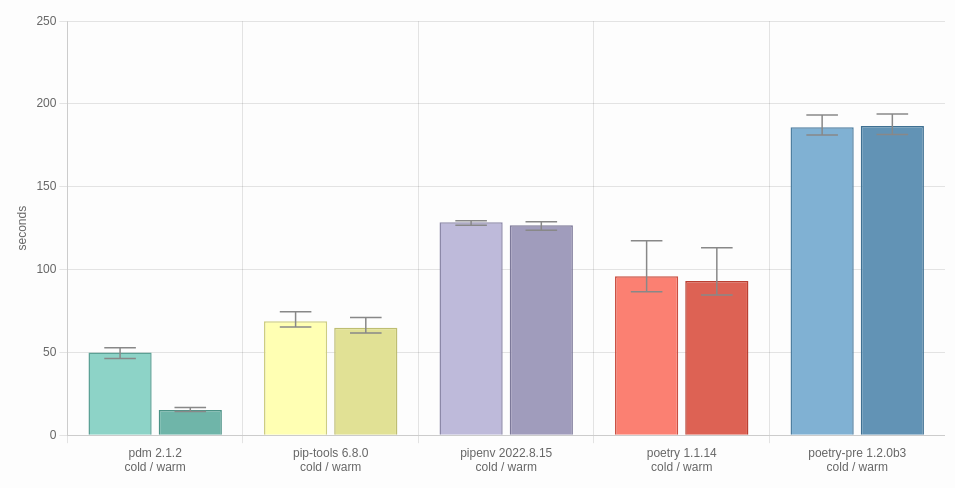 250
200
150
100
50
0
seconds
pdm 2.1.2
cold / warm
pip-tools 6.8.0
cold / warm
pipenv 2022.8.15
cold / warm
poetry 1.1.14
cold / warm
poetry-pre 1.2.0b3
cold / warm